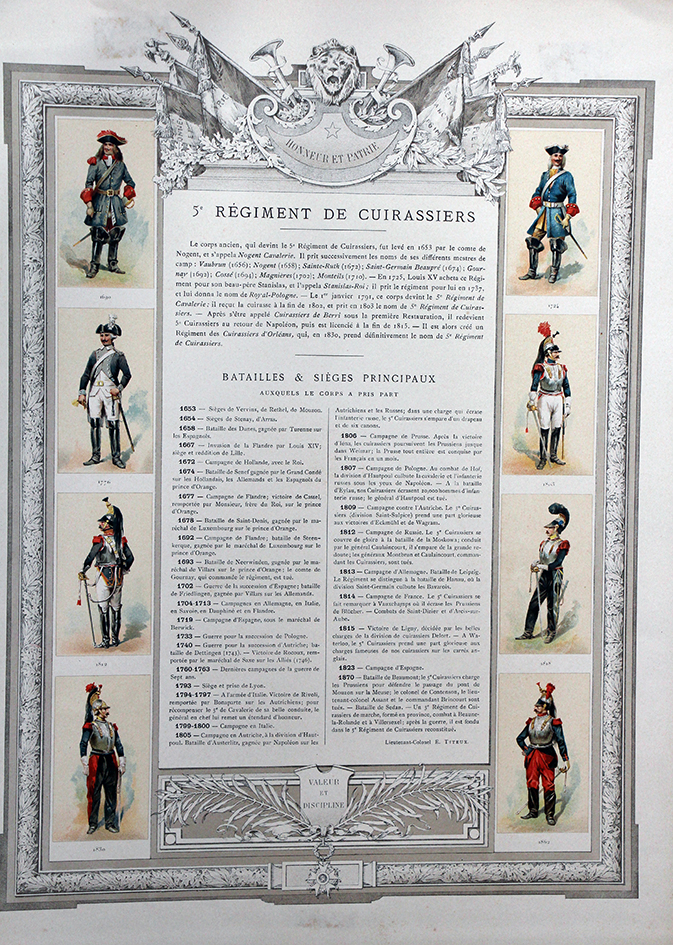 HONNEUR ET PATRIE
5e RÉGIMENT DE CUIRASSIERS
Le corps ancien, qui devint le 5e Régiment de Cuirassiers, fut levé en 1653 par le comte de
Nogent, et s'appela Nogent Cavalerie. Il prit successivement les noms de ses différents mestres de
camp : Vaubrun (1656); Nogent (1658); Sainte-Ruth (1672); Saint-Germain Beaupré (1674); Gour-
nay (1692); Cossé (1694); Magnières (1702); Monteils (1710). — En 1725, Louis XV acheta ce Régi-
ment pour son beau-père Stanislas, et l'appela Stanislas-Roi; il prit le régiment pour lui en 1737,
et lui donna le nom de Royal-Pologne. — Le 1er janvier 1791, ce corps devint le 5e Régiment de
Cavalerie; il reçut la cuirasse à la fin de 1802, et prit en 1803 le nom de 5e Régiment de Cuiras-
siers. — Après s'être appelé Cuirassiers de Berri sous la première Restauration, il redevient
5e Cuirassiers au retour de Napoléon, puis est licencié à la fin de 1815. — Il est alors créé un
Régiment des Cuirassiers d'Orléans, qui, en 1830, prend définitivement le nom de 5e Régiment
de Cuirassiers.
BATAILLES & SIÈGES PRINCIPAUX
AUXQUELS LE CORPS A PRIS PART
1653 — Sièges de Vervins, de Rethel, de Mouzon.
1654 — Sièges de Stenay, d'Arras.
1658 — Bataille des Dunes, gagnée par Turenne sur
les Espagnols.
1667 — Invasion de la Flandre par Louis XIV;
siège et reddition de Lille.
1672 — Campagne de Hollande, avec le Roi.
1674 — Bataille de Senef gagnée par le Grand Condé
sur les Hollandais, les Allemands et les Espagnols du
prince d'Orange.
1677 — Campagne de Flandre; victoire de Cassel,
remportée par Monsieur, frère du Roi, sur le prince
d'Orange.
1678 — Bataille de Saint-Denis, gagnée par le ma-
réchal de Luxembourg sur le prince d'Orange.
1692 — Campagne de Flandre; bataille de Steen-
kerque, gagnée par le maréchal de Luxembourg sur le
prince d'Orange.
1693 — Bataille de Neerwinden, gagnée par le ma-
réchal de Villars sur le prince d'Orange; le comte de
Gournay, qui commande le régiment, est tué.
1702 — Guerre de la succession d'Espagne; bataille
de Friedlingen, gagnée par Villars sur les Allemands.
1704-1713 — Campagnes en Allemagne, en Italie,
en Savoie, en Dauphiné et en Flandre.
1719 — Campagne d'Espagne, sous le maréchal de
Berwick.
1733 — Guerre pour la succession de Pologne.
1740 — Guerre pour la succession d'Autriche; ba-
taille de Dettingen (1743). — Victoire de Rocoux, rem-
portée par le maréchal de Saxe sur les Alliés (1746).
1760-1763 — Dernières campagnes de la guerre de
Sept ans.
1793 — Siège et prise de Lyon.
1794-1797 — A l'armée d'Italie. Victoire de Rivoli,
remportée par Bonaparte sur les Autrichiens; pour
récompenser le 5e de Cavalerie de sa belle conduite, le
général en chef lui remet un étendard d'honneur.
1799-1800 — Campagne en Italie.
1805 — Campagne en Autriche, à la division d'Haut-
poul. Bataille d'Austerlitz, gagnée par Napoléon sur les
Autrichiens et les Russes; dans une charge qui écrase
l'infanterie russe, le 5e Cuirassiers s'empare d'un drapeau
et de six canons.
1806 — Campagne de Prusse. Après la victoire
d'Iéna, les cuirassiers poursuivent les Prussiens jusque
dans Weimar; la Prusse tout entière est conquise par
les Français en un mois.
1807 — Campagne de Pologne. Au combat de Hof,
la division d'Hautpoul culbute la cavalerie et l'infanterie
russes sous les yeux de Napoléon. — A la bataille
d'Eylau, nos Cuirassiers écrasent 20,000 hommes d'infan-
terie russe; le général d'Hautpoul est tué.
1809 — Campagne contre l'Autriche. Le 5e Cuiras-
siers (division Saint-Sulpice) prend une part glorieuse
aux victoires d'Eckmühl et de Wagram.
1812 — Campagne de Russie. Le 5e Cuirassiers se
couvre de gloire à la bataille de la Moskowa; conduit
par le général Caulaincourt, il s'empare de la grande re-
doute; les généraux Montbrun et Caulaincourt, comman-
dant les Cuirassiers, sont tués.
1813 — Campagne d'Allemagne. Bataille de Leipzig.
Le Régiment se distingue à la bataille de Hanau, où la
division Saint-Germain culbute les Bavarois.
1814 — Campagne de France. Le 5e Cuirassiers se
fait remarquer à Vauxchamps où il écrase les Prussiens
de Blücher. — Combats de Saint-Dizier et d'Arcis-sur-
Aube.
1815 — Victoire de Ligny, décidée par les belles
charges de la division de cuirassiers Delort. — A Wa-
terloo, le 5e Cuirassiers prend une part glorieuse aux
charges fameuses de nos cuirassiers sur les carrés an-
glais.
1823 — Campagne d'Espagne.
1870 — Bataille de Beaumont; le 5e Cuirassiers charge
les Prussiens pour défendre le passage du pont de
Mouzon sur la Meuse; le colonel de Contenson, le lieu-
tenant-colonel Assant et le commandant Brincourt sont
tués. — Bataille de Sedan. — Un 5e Régiment de Cui-
rassiers de marche, formé en province, combat à Beaune-
la-Rolande et à Villersexel; après la guerre, il est fondu
dans le 5e Régiment de Cuirassiers reconstitué.
Lieutenant-Colonel E. TITEUX.
VALEUR
ET
DISCIPLINE
1690
1724
1776
1830